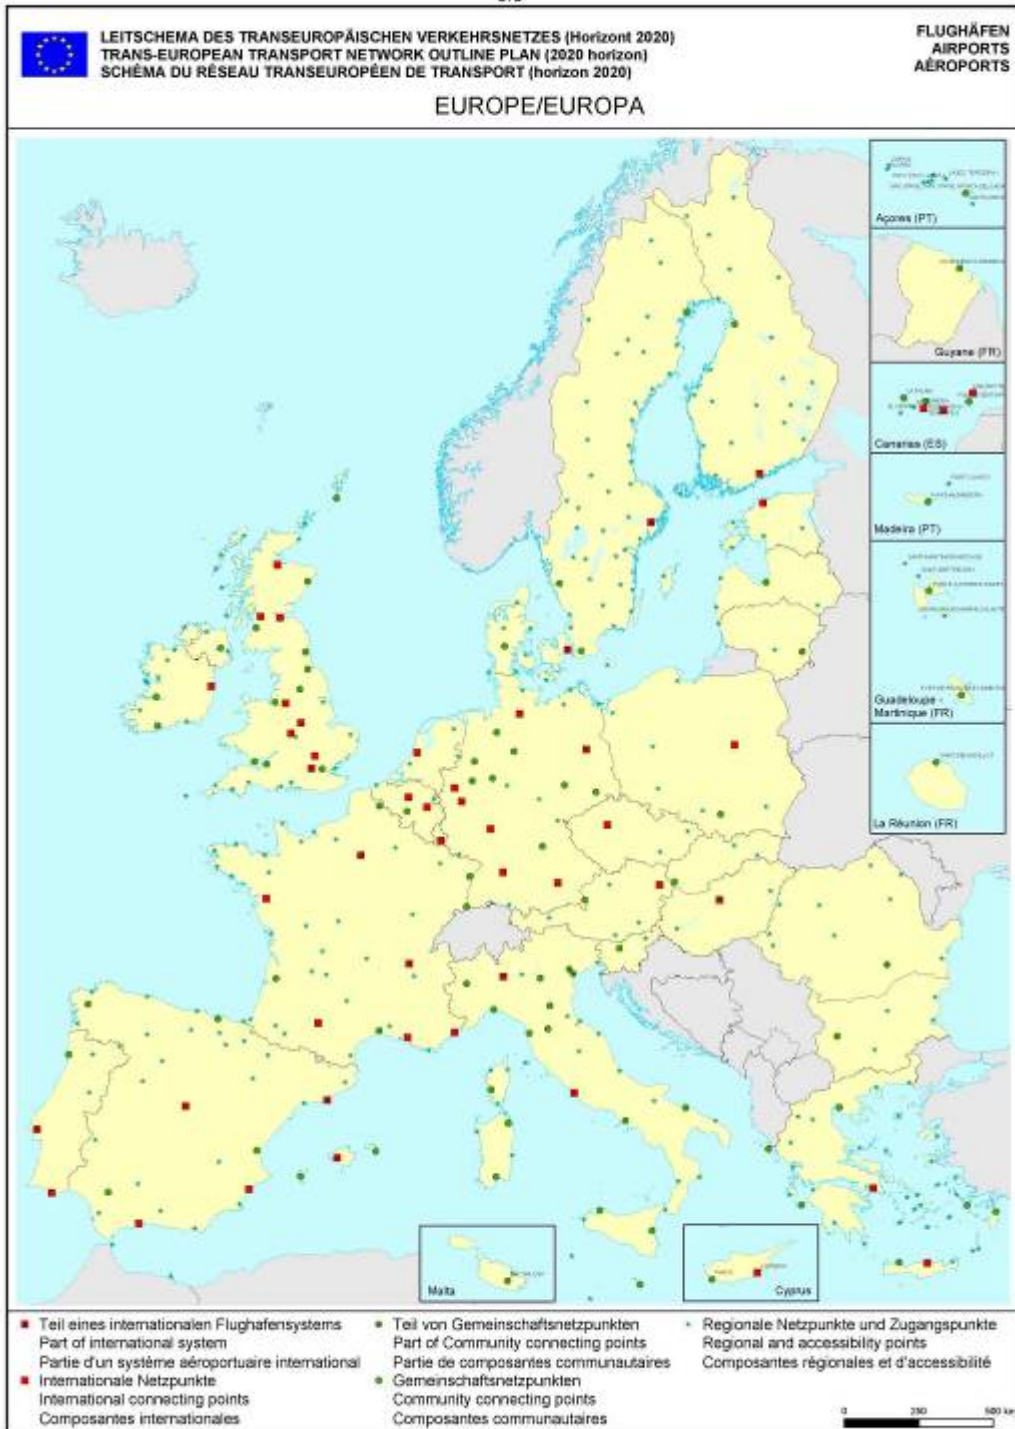 LEITSCHEMA DES TRANSEUROPÄISCHEN VERKEHRSNETZES (Horizont 2020)
TRANS-EUROPEAN TRANSPORT NETWORK OUTLINE PLAN (2020 horizon)
SCHÉMA DU RÉSEAU TRANSEUROPÉEN DE TRANSPORT (horizon 2020)
FLUGHÄFEN
AIRPORTS
AÉROPORTS
EUROPE/EUROPA
Açores (PT)
Guyane (FR)
Canarias (ES)
Madeira (PT)
Guadeloupe -
Martinique (FR)
La Réunion (FR)
Malta
Cyprus
Teil eines internationalen Flughafensystems
Part of international system
Partie d'un système aéroportuaire international
Internationale Netzpunkte
International connecting points
Composantes internationales
Teil von Gemeinschaftsnetzpunkten
Part of Community connecting points
Partie de composantes communautaires
Gemeinschaftsnetzpunkten
Community connecting points
Composantes communautaires
Regionale Netzpunkte und Zugangspunkte
Regional and accessibility points
Composantes régionales et d'accessibilité
0 250 500 km